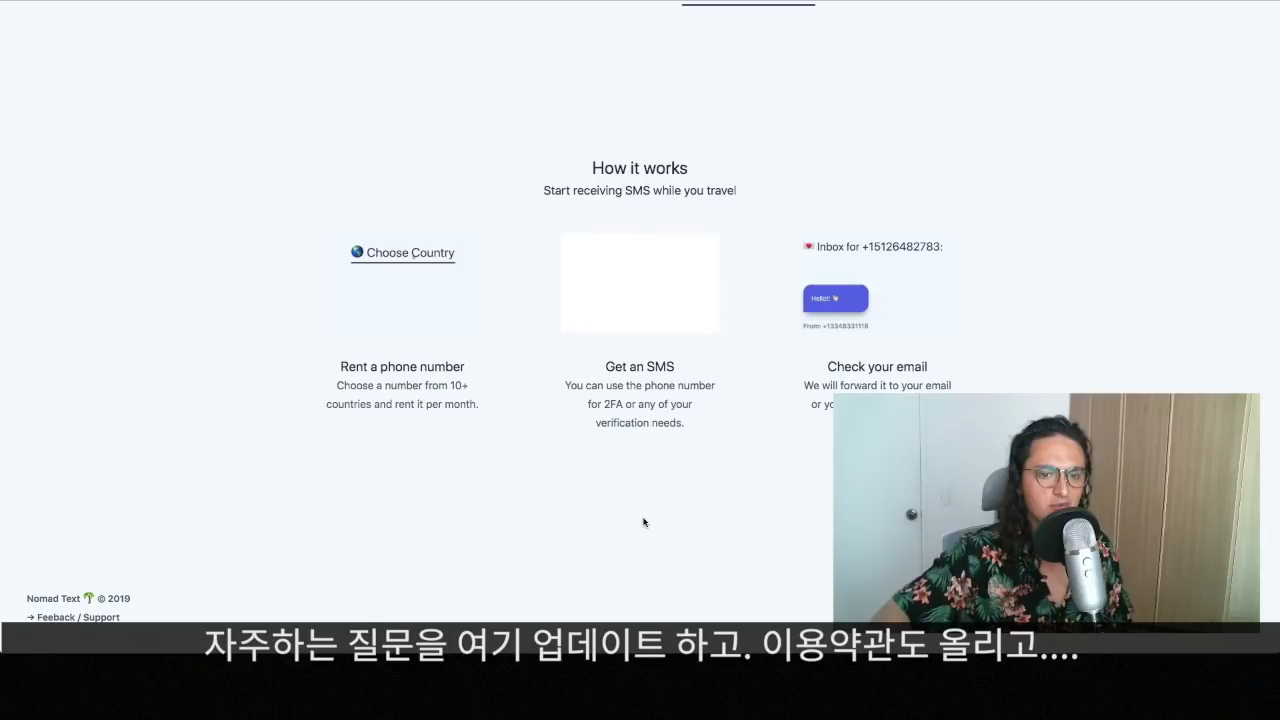 How it works
Start receiving SMS while you travel
🌎 Choose Country
💌 Inbox for +15126482783:
Hello! 👋🏻
From: +13348331118
Rent a phone number
Choose a number from 10+
countries and rent it per month.
Get an SMS
You can use the phone number
for 2FA or any of your
verification needs.
Check your email
We will forward it to your email
or yo
Nomad Text 🌴 © 2019
→ Feeback / Support
자주하는 질문을 여기 업데이트 하고. 이용약관도 올리고....